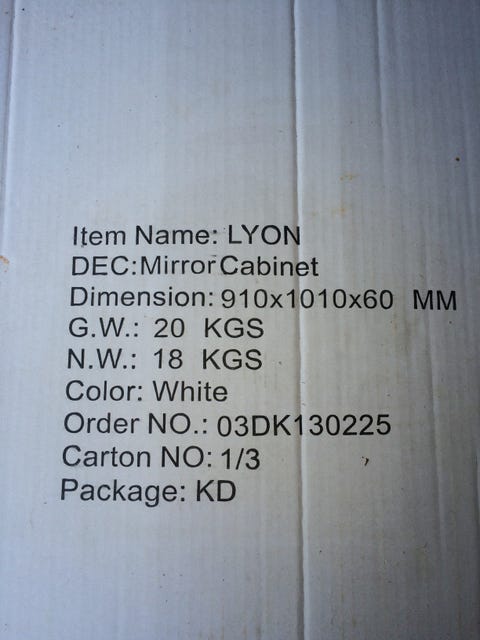 Item Name: LYON
DEC:Mirror Cabinet
Dimension: 910x1010x60 MM
G.W.: 20 KGS
N.W.: 18 KGS
Color: White
Order NO.: 03DK130225
Carton NO: 1/3
Package: KD